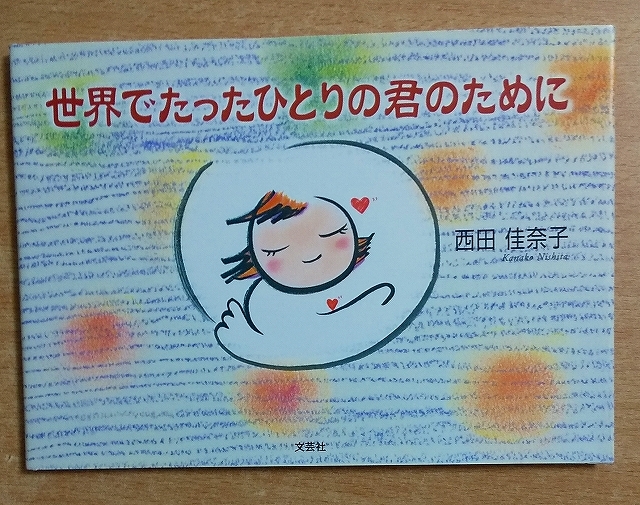 世界でたったひとりの君のために
西田 佳奈子
Kanako Nishita
文芸社